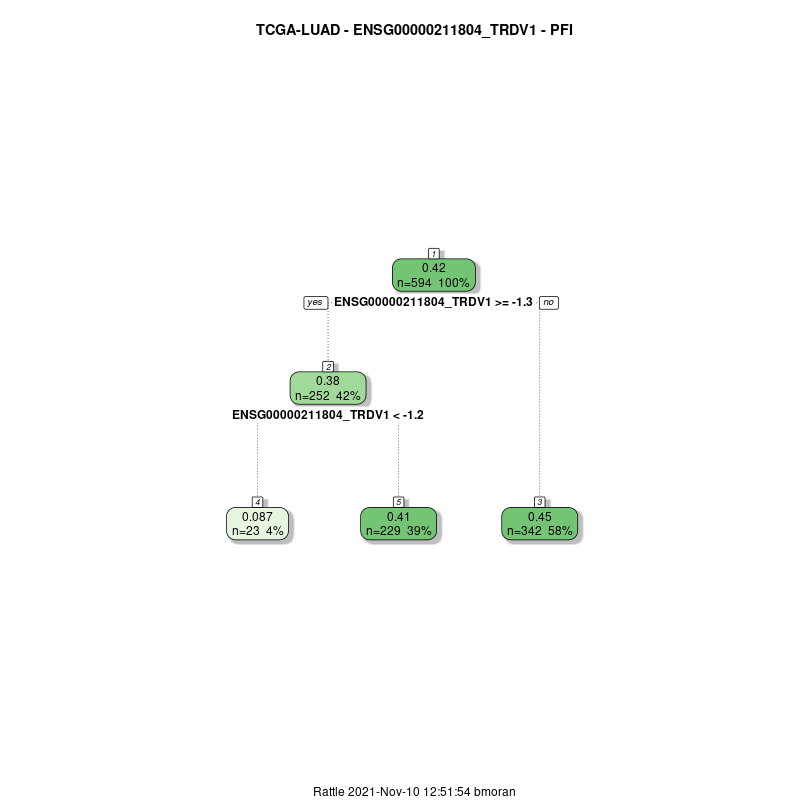 TCGA-LUAD - ENSG00000211804_TRDV1 - PFI
1
0.42
n=594 100%
yes ENSG00000211804_TRDV1 >= -1.3 no
2
0.38
n=252 42%
ENSG00000211804_TRDV1 < -1.2
4 5 3
0.087 0.41 0.45
n=23 4% n=229 39% n=342 58%
Rattle 2021-Nov-10 12:51:54 bmoran